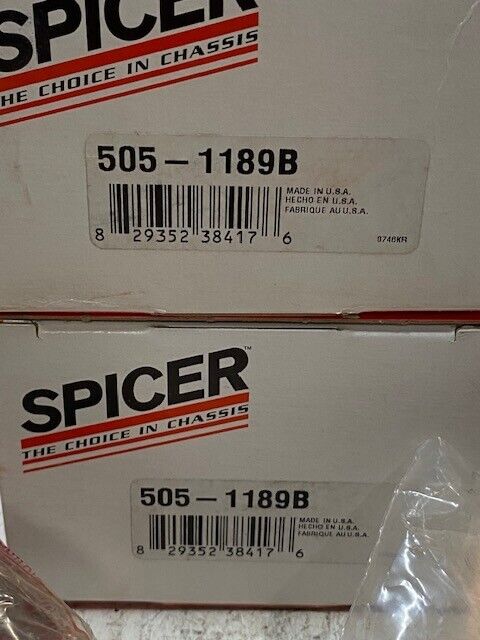 SPICER
THE CHOICE IN CHASSIS
505-1189B
MADE IN U.S.A.
HECHO EN U.S.A.
FABRIQUE AU U.S.A.
8 29352 38417 6
9746KR
SPICER™
THE CHOICE IN CHASSIS
505-1189B
MADE IN U.S.A.
HECHO EN U.S.A.
FABRIQUE AU U.S.A.
8 29352 38417 6